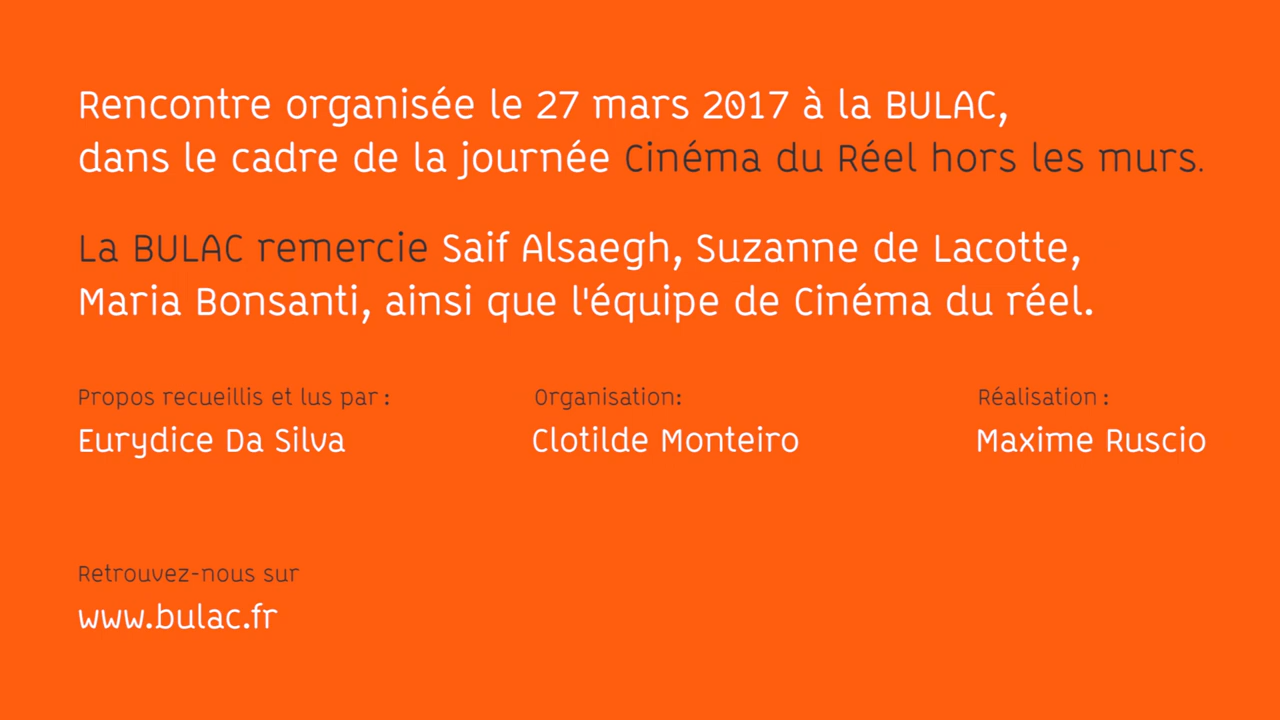 Rencontre organisée le 27 mars 2017 à la BULAC,
dans le cadre de la journée Cinéma du Réel hors les murs.
La BULAC remercie Saif Alsaegh, Suzanne de Lacotte,
Maria Bonsanti, ainsi que l'équipe de Cinéma du réel.
Propos recueillis et lus par :
Eurydice Da Silva
Organisation:
Clotilde Monteiro
Réalisation :
Maxime Ruscio
Retrouvez-nous sur
www.bulac.fr